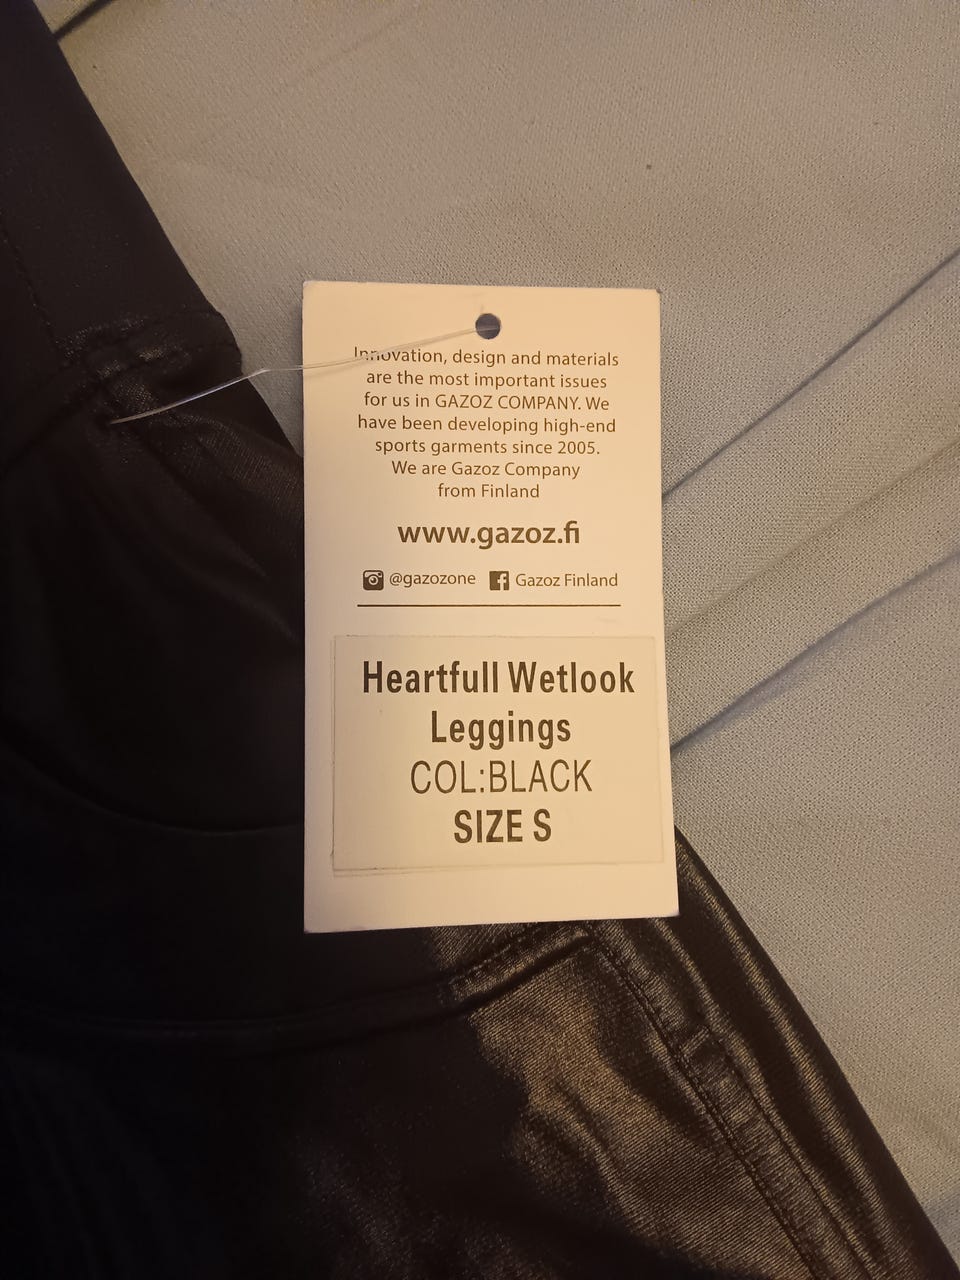 Innovation, design and materials
are the most important issues
for us in GAZOZ COMPANY. We
have been developing high-end
sports garments since 2005.
We are Gazoz Company
from Finland
www.gazoz.fi
@gazozone Gazoz Finland
Heartfull Wetlook
Leggings
COL:BLACK
SIZE S